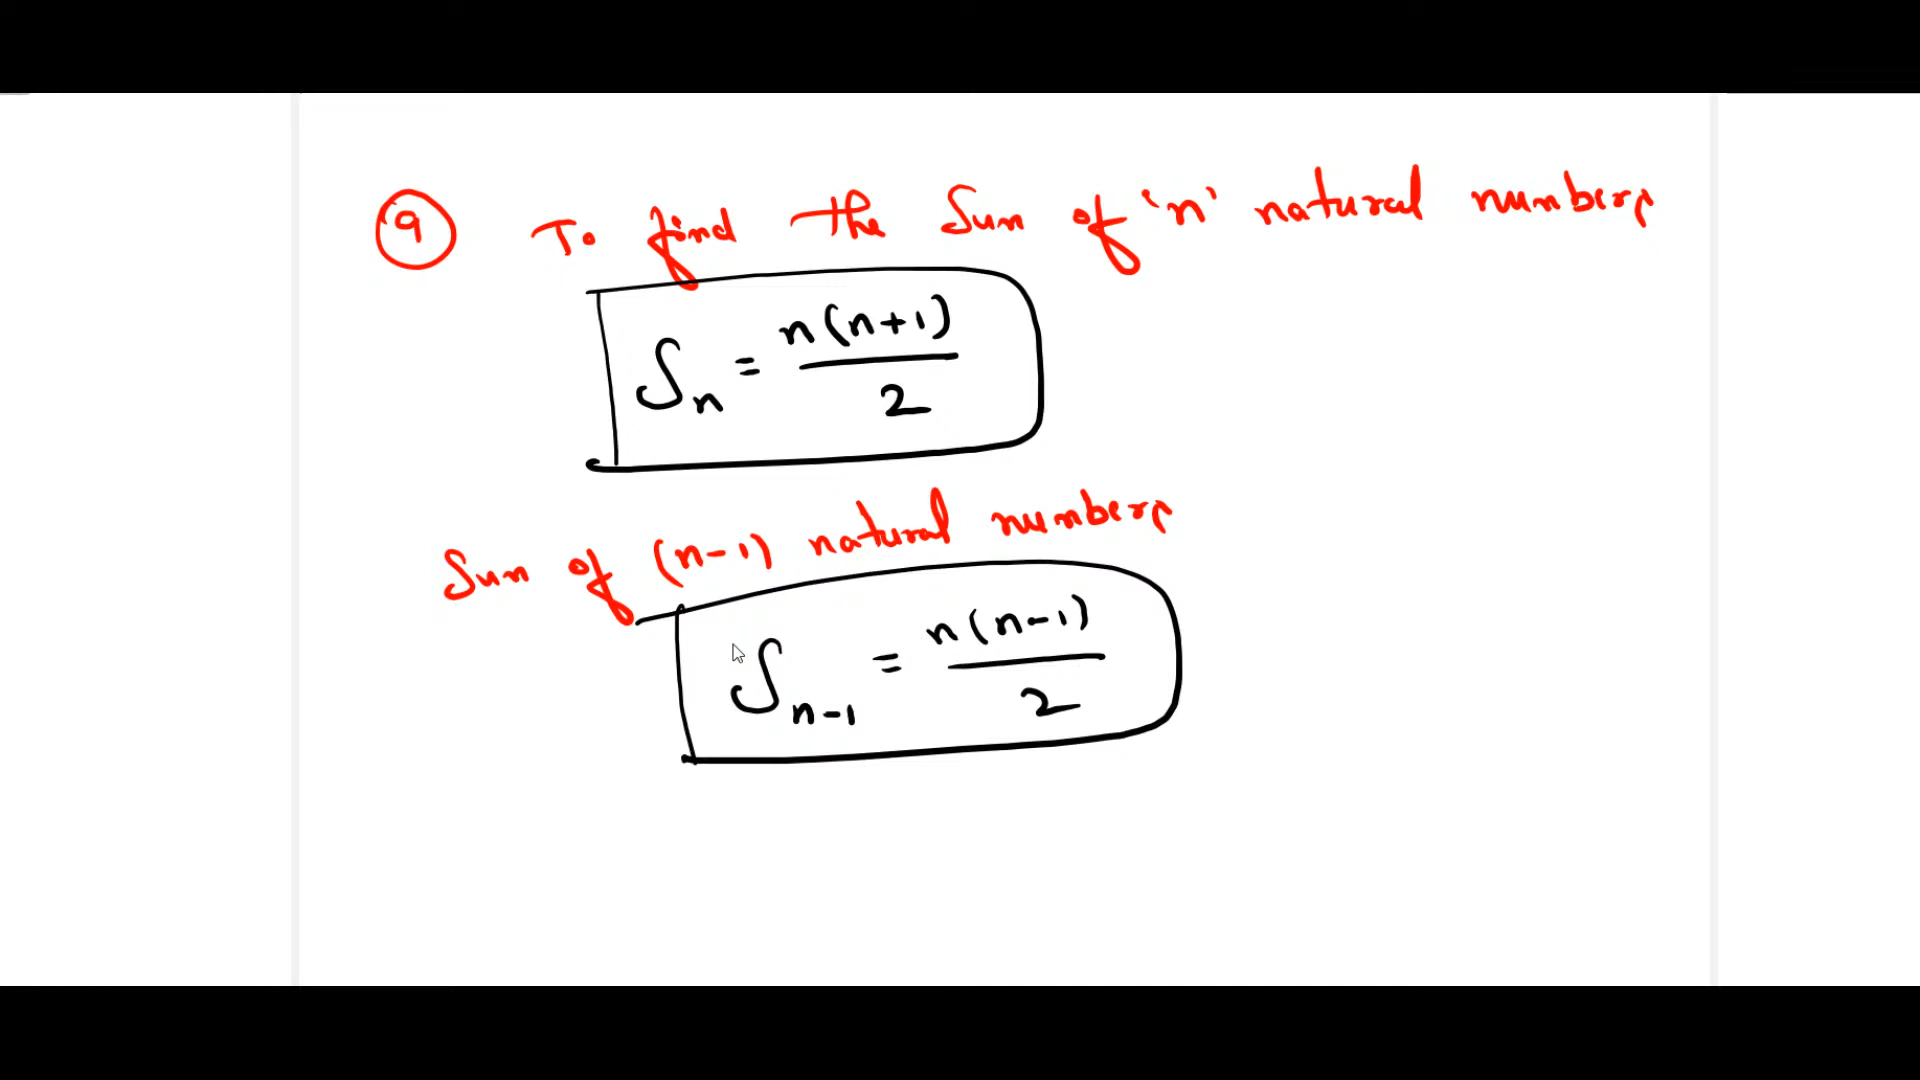 9 To find the Sum of 'n' natural numbers
Sn = n(n+1)/2
Sum of (n-1) natural numbers
Sn-1 = n(n-1)/2